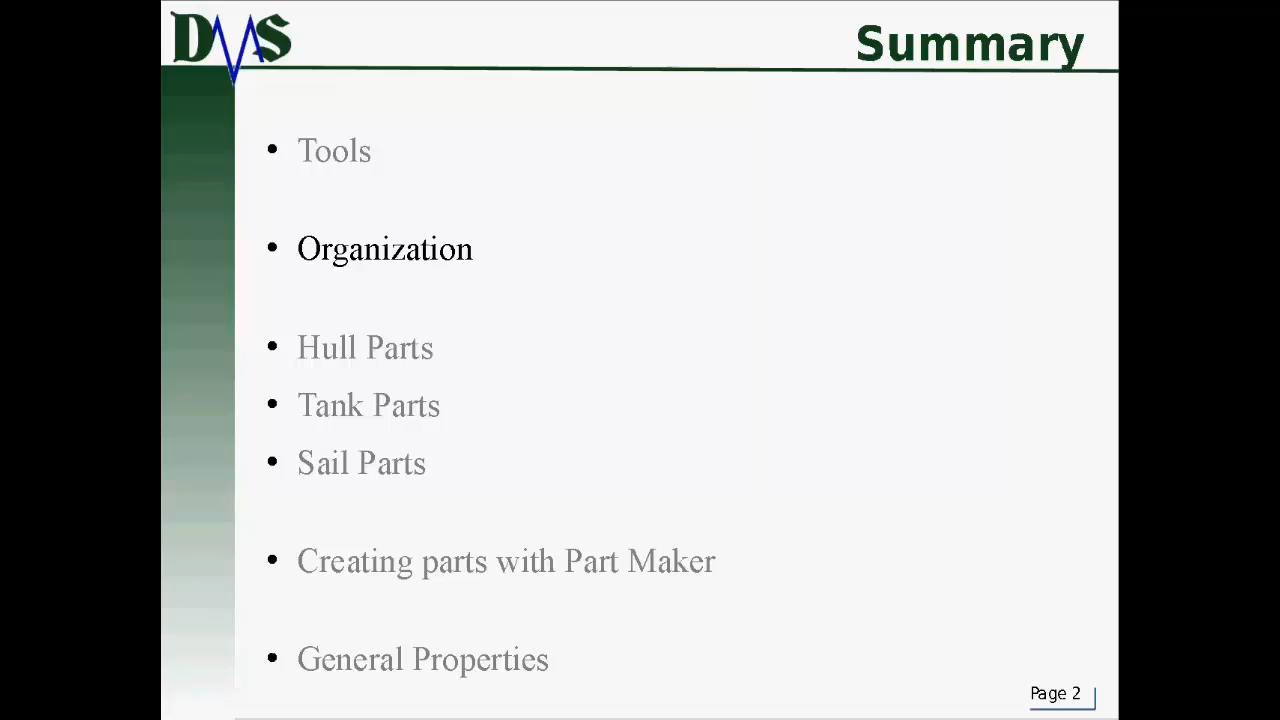 DMS
Summary
• Tools
• Organization
• Hull Parts
• Tank Parts
• Sail Parts
• Creating parts with Part Maker
• General Properties
Page 2